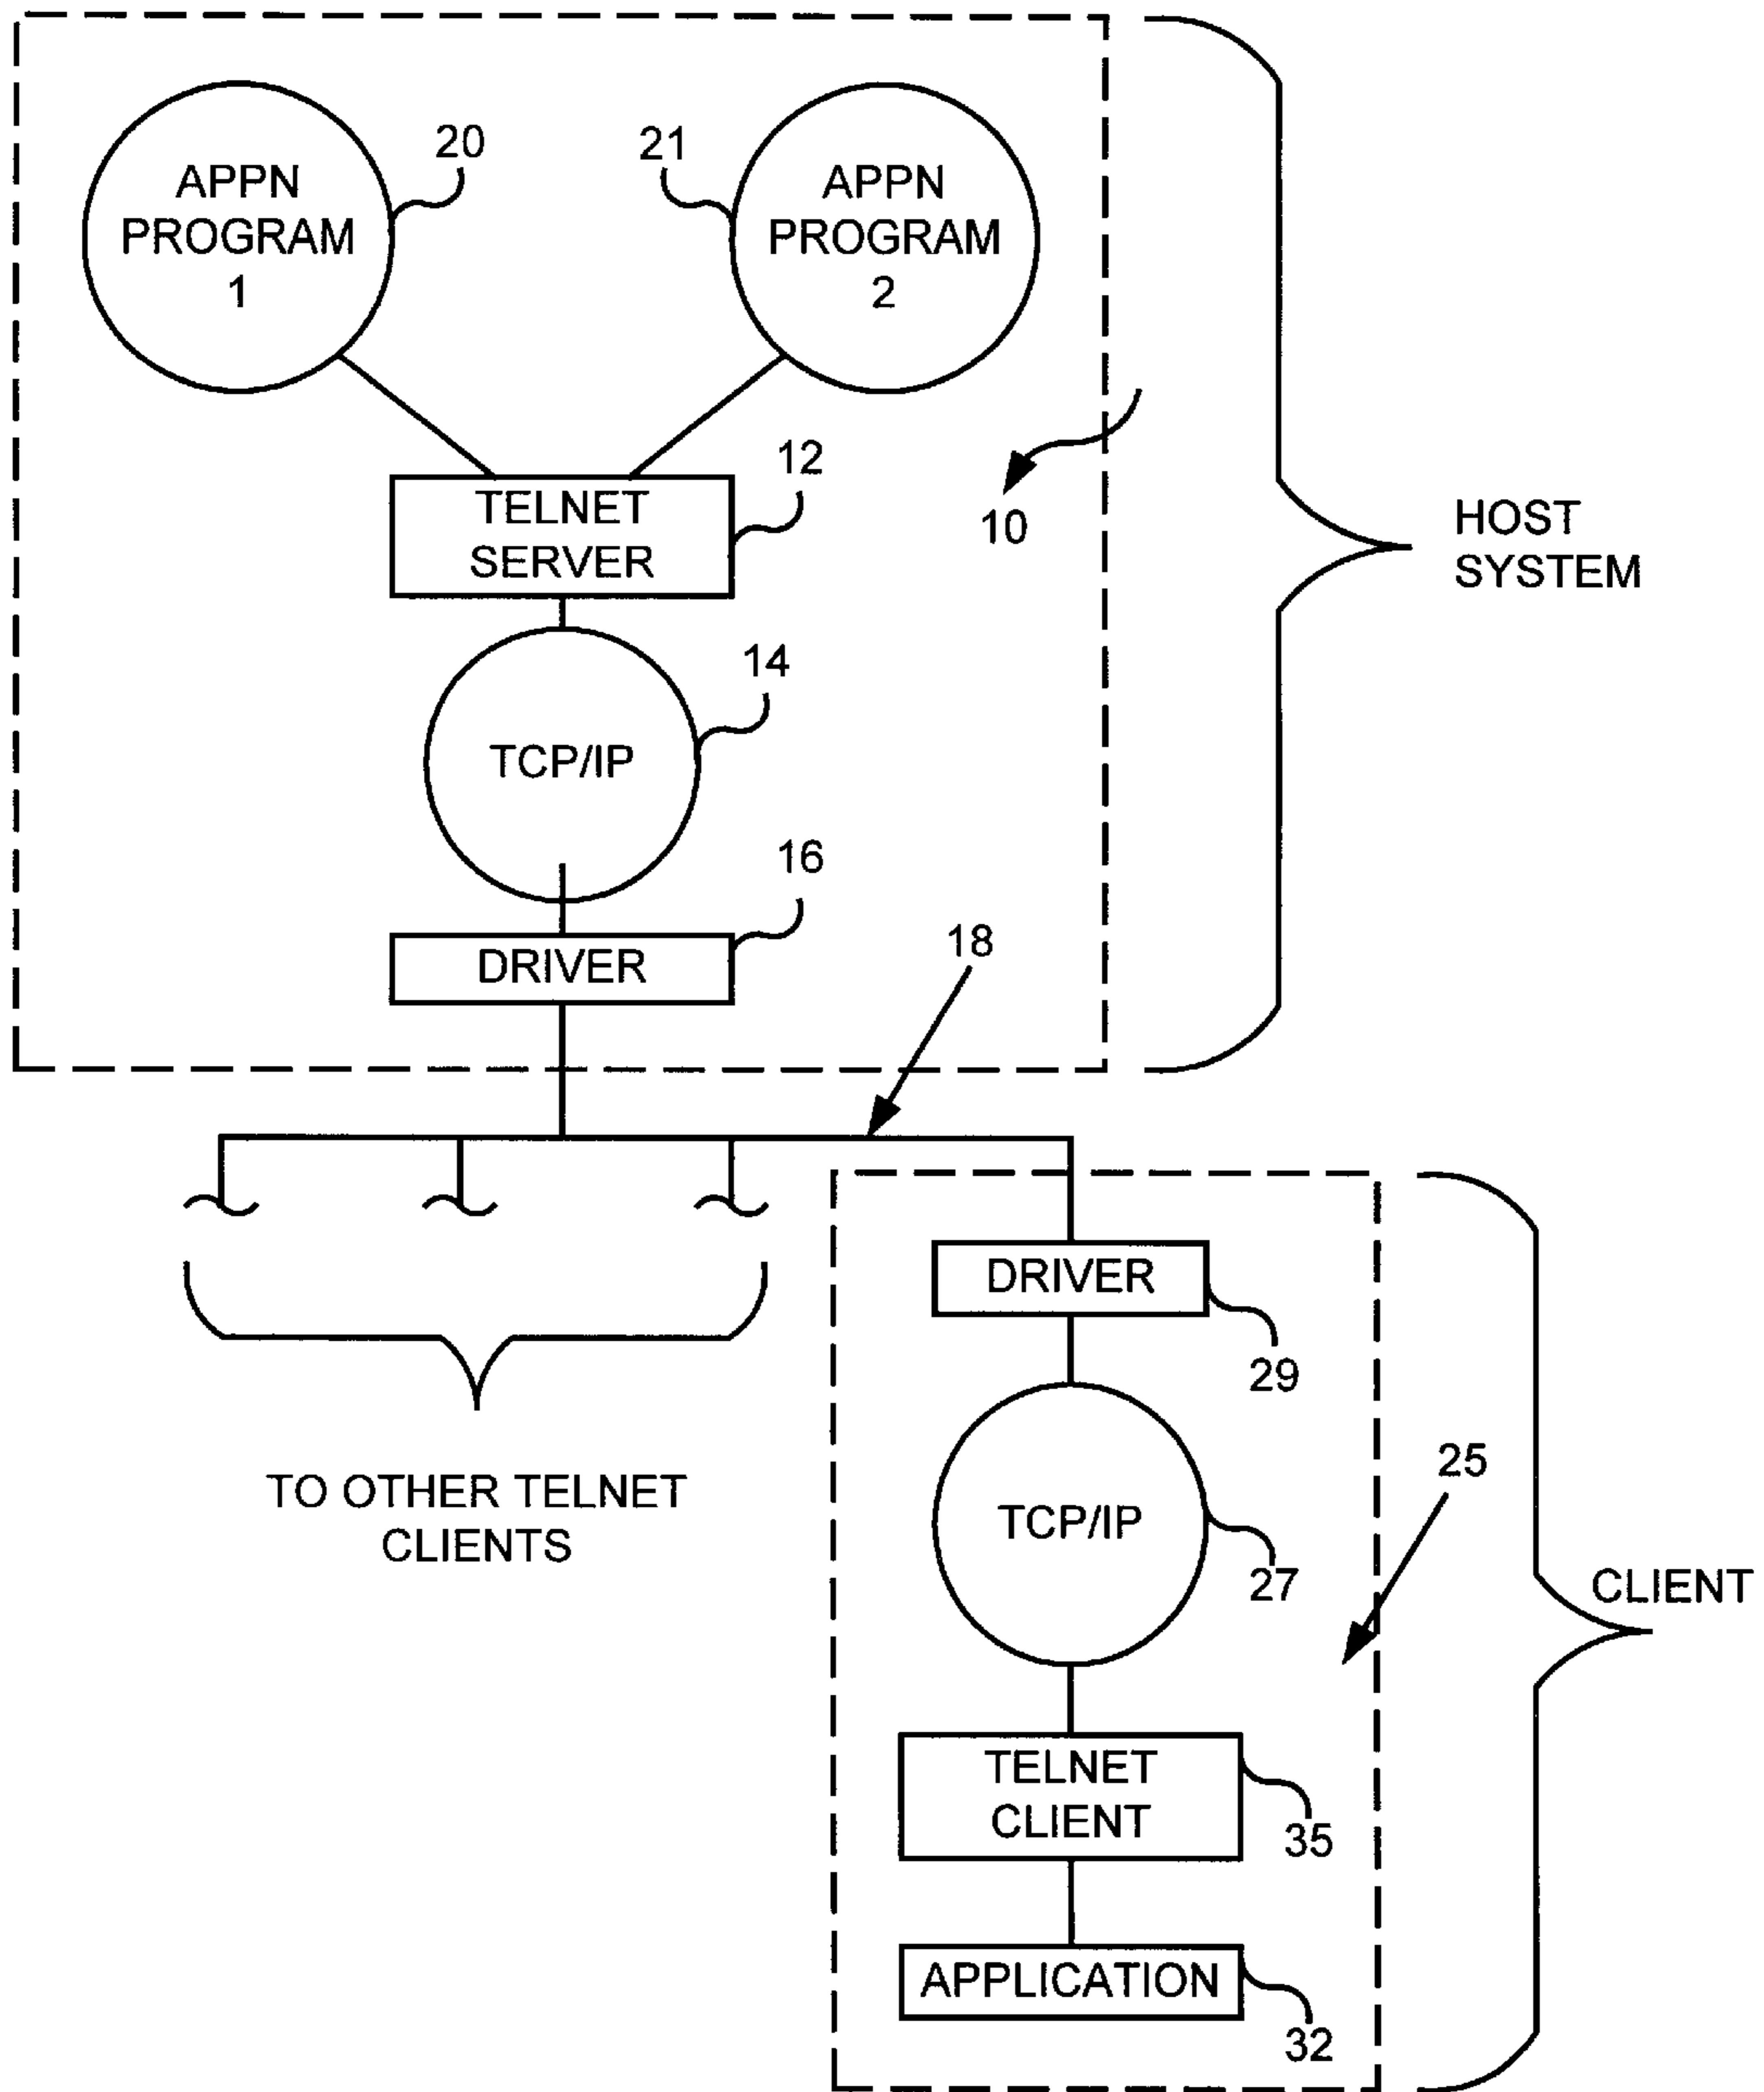 APPN
PROGRAM
1
20
21
APPN
PROGRAM
2
12
TELNET
SERVER
10
HOST
SYSTEM
14
TCP/IP
16
DRIVER
18
DRIVER
29
TO OTHER TELNET
CLIENTS
25
TCP/IP
27
CLIENT
TELNET
CLIENT
35
APPLICATION
32